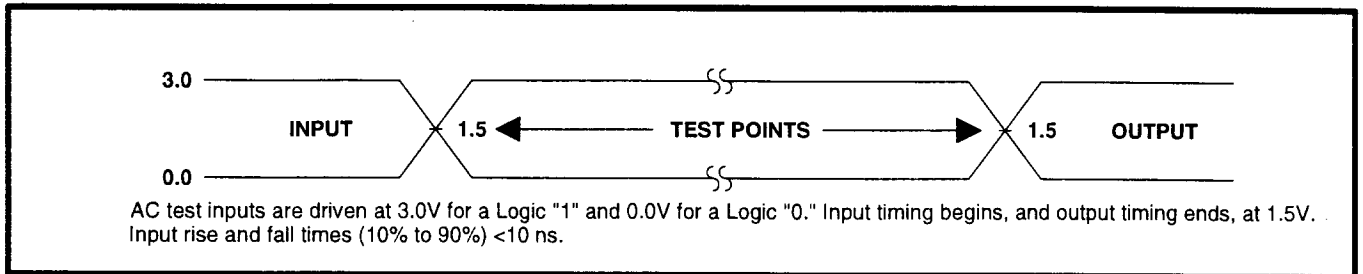 3.0
INPUT 1.5 TEST POINTS 1.5 OUTPUT
0.0
AC test inputs are driven at 3.0V for a Logic "1" and 0.0V for a Logic "0." Input timing begins, and output timing ends, at 1.5V.
Input rise and fall times (10% to 90%) <10 ns.